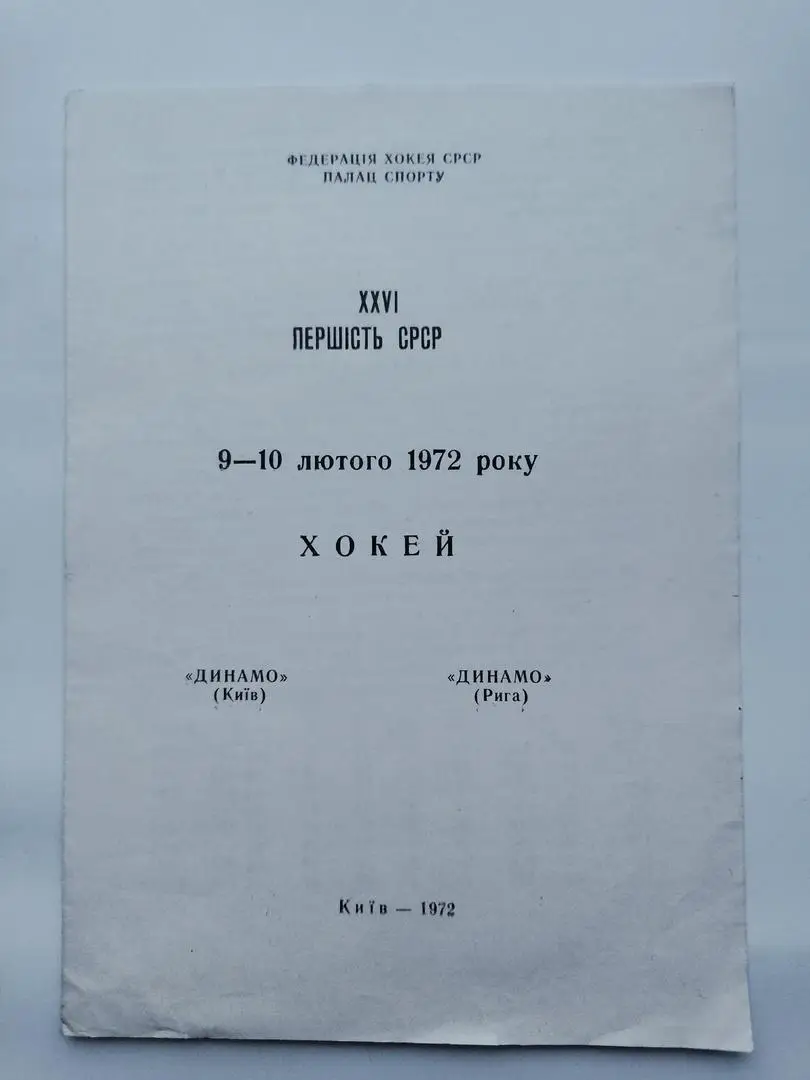 ФЕДЕРАЦІЯ ХОКЕЯ СРСР
ПАЛАЦ СПОРТУ
XXVI
ПЕРШІСТЬ СРСР
9—10 лютого 1972 року
ХОКЕЙ
«ДИНАМО» «ДИНАМО»
(Київ) (Рига)
Київ — 1972